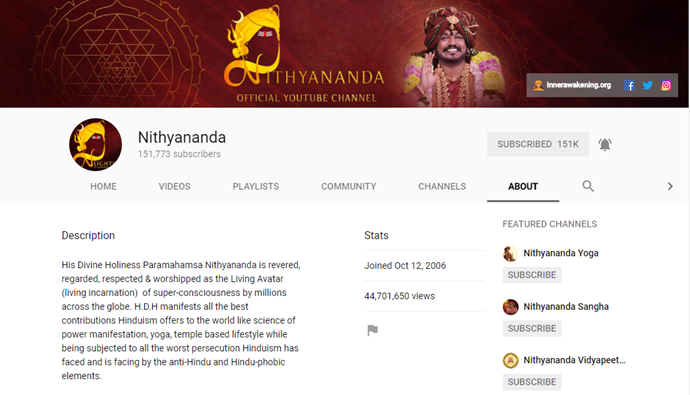 NITHYANANDA
OFFICIAL YOUTUBE CHANNEL
Innerawakening.org
Nithyananda
151,773 subscribers
SUBSCRIBED 151K
HOME VIDEOS PLAYLISTS COMMUNITY CHANNELS ABOUT
Description
His Divine Holiness Paramahamsa Nithyananda is revered,
regarded, respected & worshipped as the Living Avatar
(living incarnation) of super-consciousness by millions
across the globe. H.D.H manifests all the best
contributions Hinduism offers to the world like science of
power manifestation, yoga, temple based lifestyle while
being subjected to all the worst persecution Hinduism has
faced and is facing by the anti-Hindu and Hindu-phobic
elements.
Stats
Joined Oct 12, 2006
44,701,650 views
FEATURED CHANNELS
Nithyananda Yoga
SUBSCRIBE
Nithyananda Sangha
SUBSCRIBE
Nithyananda Vidyapeet...
SUBSCRIBE